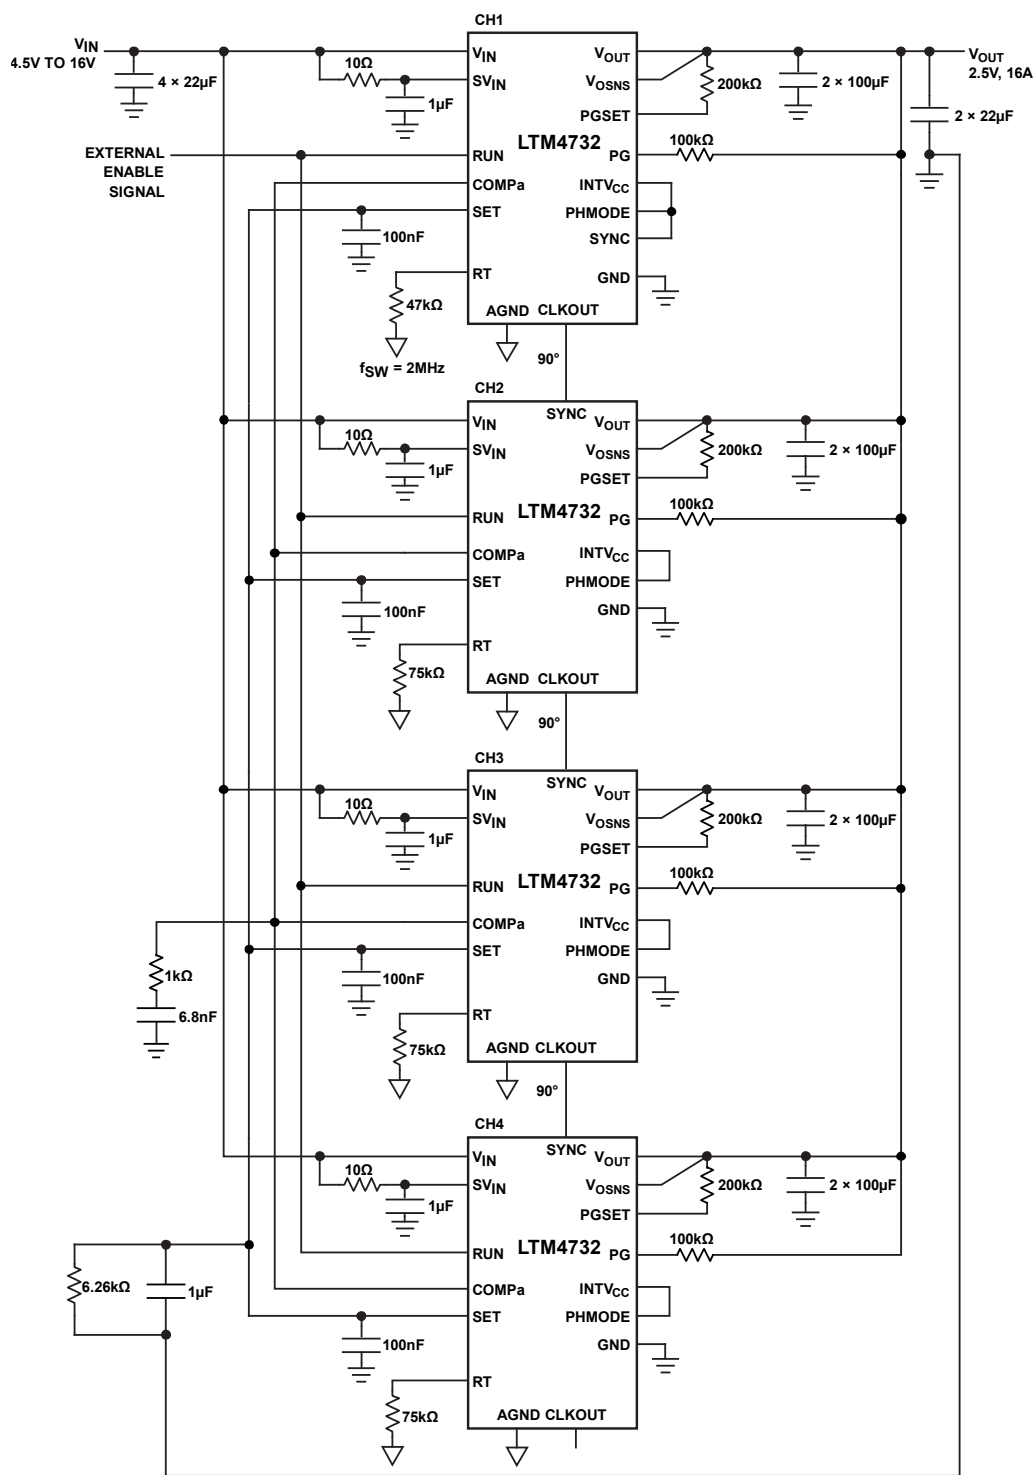 CH1
VIN
4.5V TO 16V
4 × 22µF
10Ω
1µF
VIN
SVIN
VOUT
VOSNS
PGSET
200kΩ
2 × 100µF
VOUT
2.5V, 16A
2 × 22µF
LTM4732
EXTERNAL
ENABLE
SIGNAL
RUN
COMPa
SET
100nF
RT
47kΩ
fSW = 2MHz
PG
100kΩ
INTVCC
PHMODE
SYNC
GND
AGND CLKOUT
90°
CH2
SYNC
VIN
10Ω
SVIN
1µF
VOUT
VOSNS
PGSET
200kΩ
2 × 100µF
LTM4732
RUN
COMPa
SET
100nF
RT
75kΩ
PG
100kΩ
INTVCC
PHMODE
GND
AGND CLKOUT
90°
CH3
SYNC
VIN
10Ω
SVIN
1µF
VOUT
VOSNS
PGSET
200kΩ
2 × 100µF
LTM4732
RUN
COMPa
SET
100nF
1kΩ
6.8nF
RT
75kΩ
PG
100kΩ
INTVCC
PHMODE
GND
AGND CLKOUT
90°
CH4
SYNC
VIN
10Ω
SVIN
1µF
VOUT
VOSNS
PGSET
200kΩ
2 × 100µF
LTM4732
RUN
COMPa
SET
6.26kΩ
1µF
100nF
RT
75kΩ
PG
100kΩ
INTVCC
PHMODE
GND
AGND CLKOUT